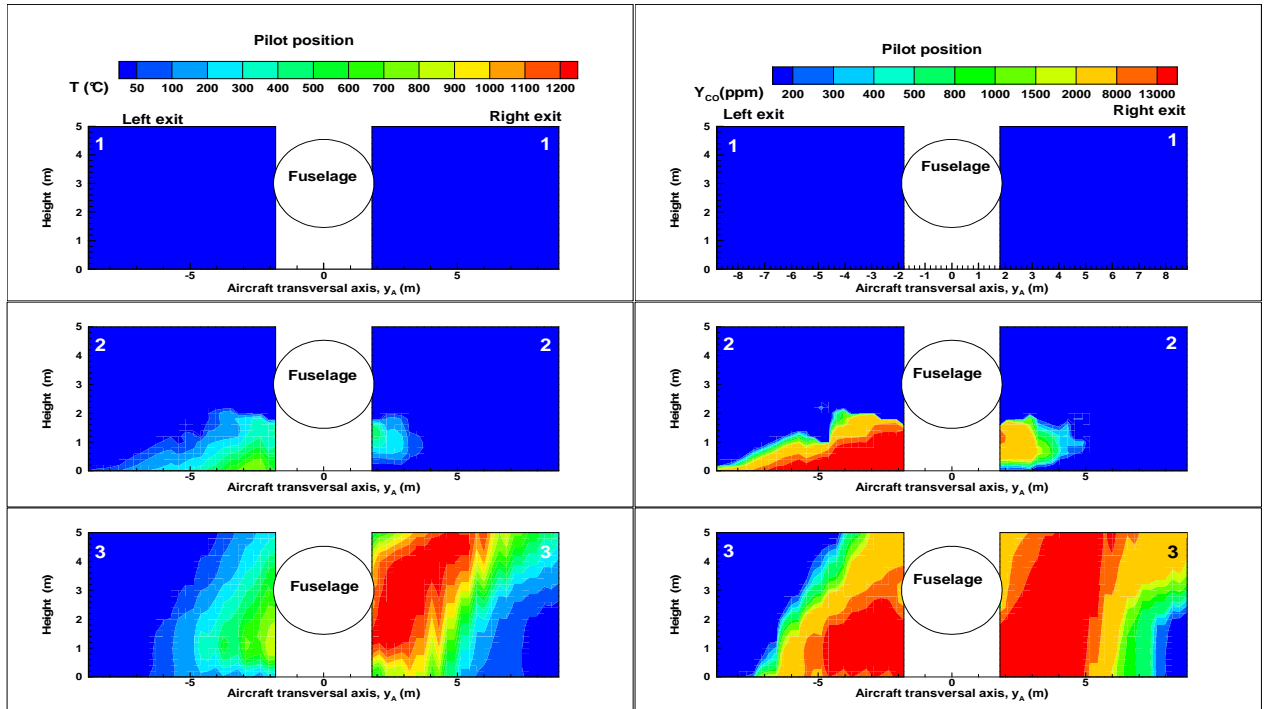 Pilot position
T (°C)
50 100 200 300 400 500 600 700 800 900 1000 1100 1200
Left exit
Right exit
1
1
Fuselage
Height (m)
5
4
3
2
1
0
-5 0 5
Aircraft transversal axis, yA (m)
Pilot position
YCO(ppm)
200 300 400 500 800 1000 1500 2000 8000 13000
Left exit
Right exit
1
1
Fuselage
Height (m)
5
4
3
2
1
0
-8 -7 -6 -5 -4 -3 -2 -1 0 1 2 3 4 5 6 7 8
Aircraft transversal axis, yA (m)
2
2
Fuselage
Height (m)
5
4
3
2
1
0
-5 0 5
Aircraft transversal axis, yA (m)
2
2
Fuselage
Height (m)
5
4
3
2
1
0
-5 0 5
Aircraft transversal axis, yA (m)
3
3
Fuselage
Height (m)
5
4
3
2
1
0
-5 0 5
Aircraft transversal axis, yA (m)
3
3
Fuselage
Height (m)
5
4
3
2
1
0
-5 0 5
Aircraft transversal axis, yA (m)